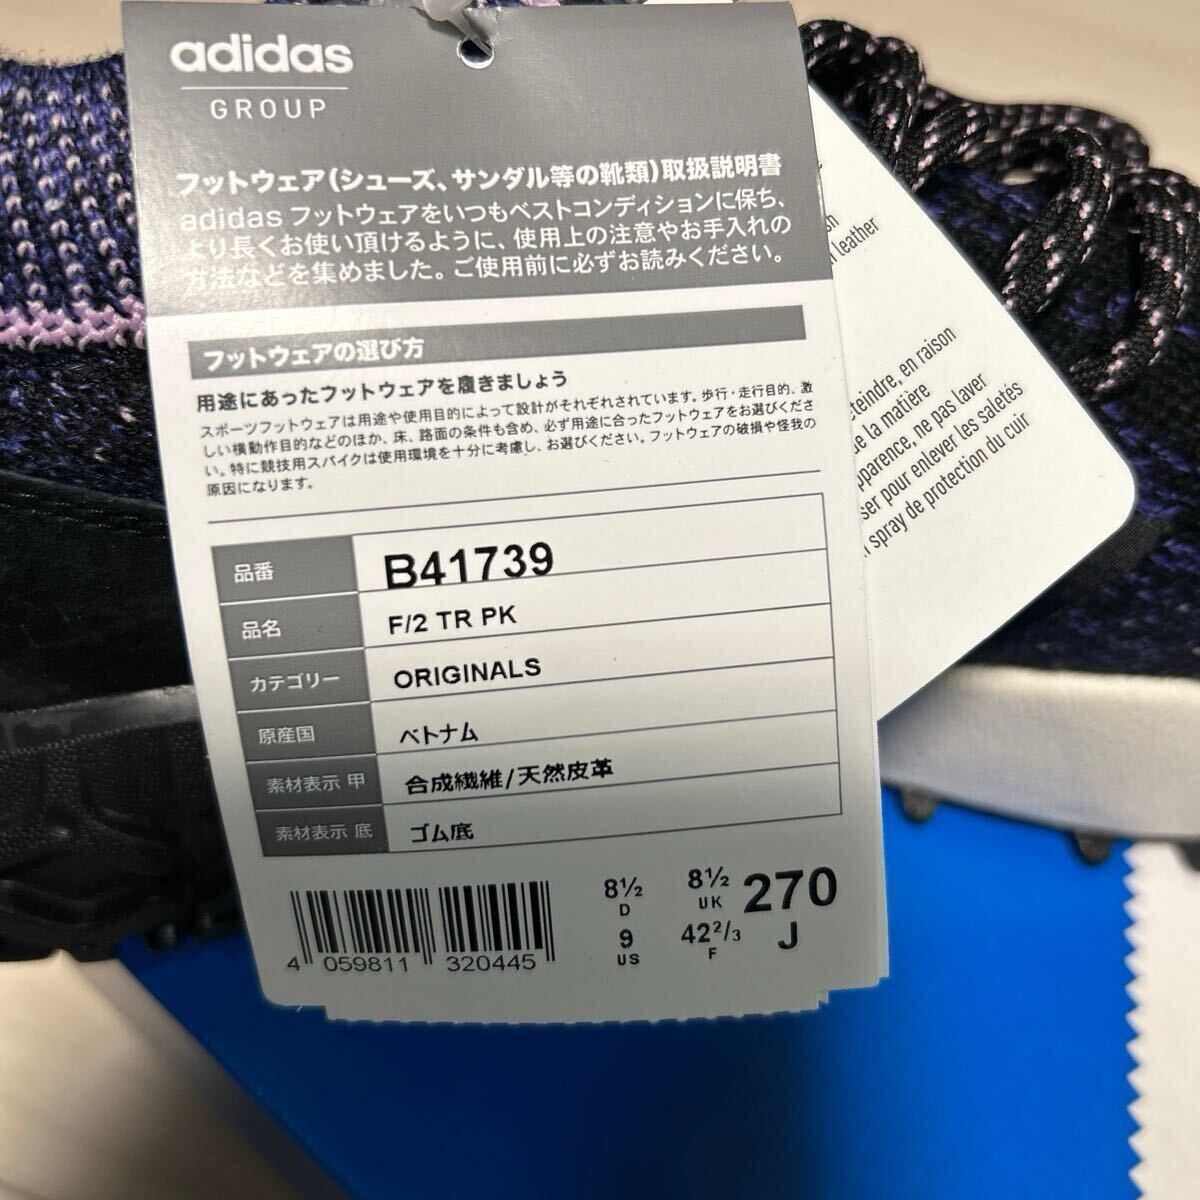 adidas
GROUP
フットウェア(シューズ、サンダル等の靴類)取扱説明書
adidas フットウェアをいつもベストコンディションに保ち、
より長くお使い頂けるように、使用上の注意やお手入れの
方法などを集めました。ご使用前に必ずお読みください。
フットウェアの選び方
用途にあったフットウェアを履きましょう
スポーツフットウェアは用途や使用目的によって設計がそれぞれされています。歩行・走行目的、激
しい横動作目的などのほか、床、路面の条件も含め、必ず用途に合ったフットウェアをお選びくださ
い。特に競技用スパイクは使用環境を十分に考慮し、お選びください。フットウェアの破損や怪我の
原因になります。
品番 B41739
品名 F/2 TR PK
カテゴリー ORIGINALS
原産国 ベトナム
素材表示 甲 合成繊維/天然皮革
素材表示 底 ゴム底
8½ D 8½ UK 270 J
9 US 42²/₃ F
4 059811 320445
leather
éteindre, en raison
de la matière
apparence, ne pas laver
ser pour enlever les saletés
spray de protection du cuir